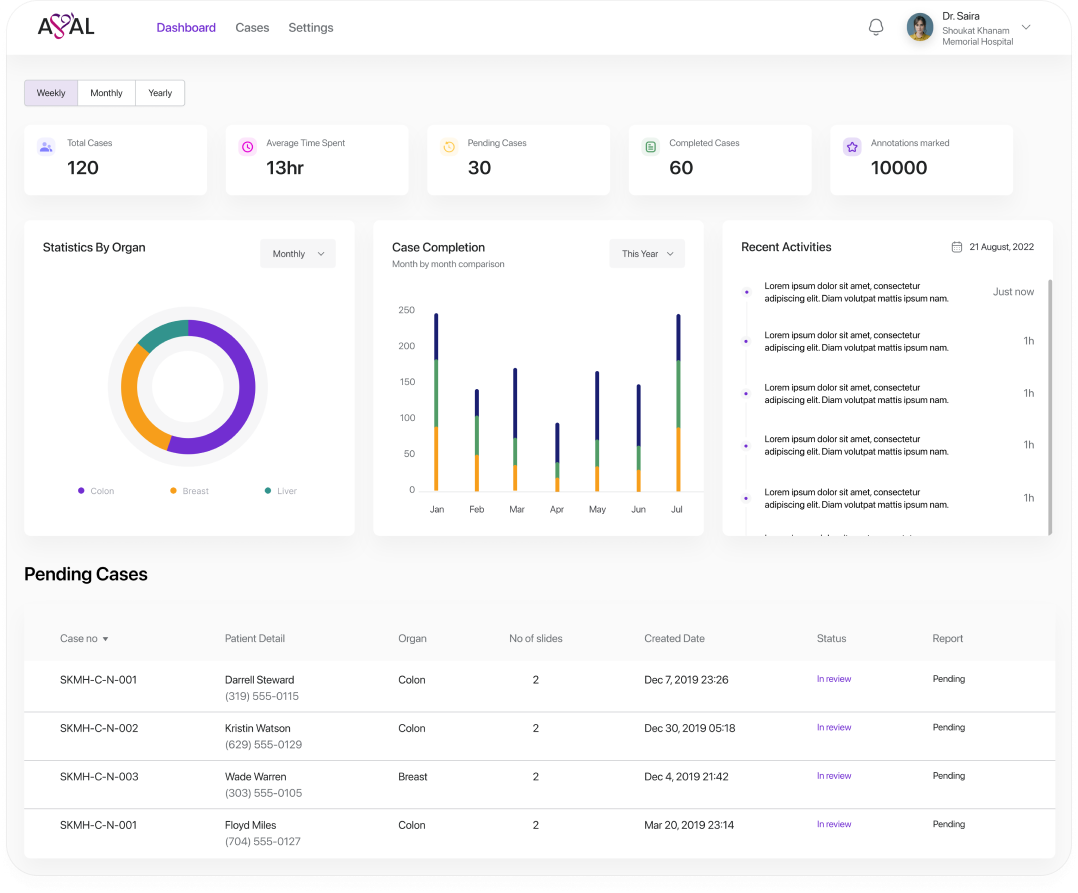 ASAL
Dashboard Cases Settings
Dr. Saira
Shoukat Khanam
Memorial Hospital
Weekly Monthly Yearly
Total Cases
120
Average Time Spent
13hr
Pending Cases
30
Completed Cases
60
Annotations marked
10000
Statistics By Organ
Monthly
Colon Breast Liver
Case Completion
Month by month comparison
This Year
250
200
150
100
50
0
Jan Feb Mar Apr May Jun Jul
Recent Activities
21 August, 2022
Lorem ipsum dolor sit amet, consectetur
adipiscing elit. Diam volutpat mattis ipsum nam.
Just now
Lorem ipsum dolor sit amet, consectetur
adipiscing elit. Diam volutpat mattis ipsum nam.
1h
Lorem ipsum dolor sit amet, consectetur
adipiscing elit. Diam volutpat mattis ipsum nam.
1h
Lorem ipsum dolor sit amet, consectetur
adipiscing elit. Diam volutpat mattis ipsum nam.
1h
Lorem ipsum dolor sit amet, consectetur
adipiscing elit. Diam volutpat mattis ipsum nam.
1h
Pending Cases
Case no Patient Detail Organ No of slides Created Date Status Report
SKMH-C-N-001 Darrell Steward Colon 2 Dec 7, 2019 23:26 In review Pending
(319) 555-0115
SKMH-C-N-002 Kristin Watson Colon 2 Dec 30, 2019 05:18 In review Pending
(629) 555-0129
SKMH-C-N-003 Wade Warren Breast 2 Dec 4, 2019 21:42 In review Pending
(303) 555-0105
SKMH-C-N-001 Floyd Miles Colon 2 Mar 20, 2019 23:14 In review Pending
(704) 555-0127